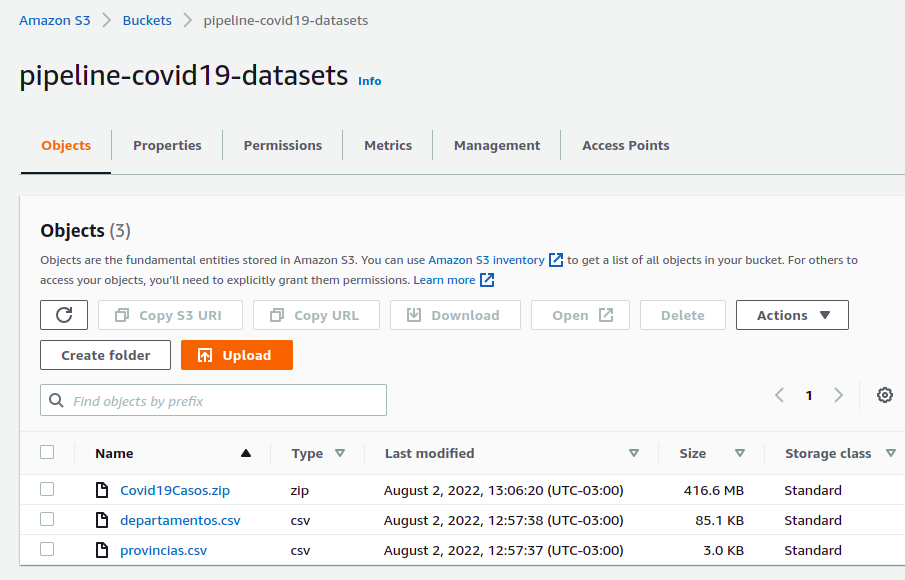 Amazon S3 > Buckets > pipeline-covid19-datasets
pipeline-covid19-datasets Info
Objects Properties Permissions Metrics Management Access Points
Objects (3)
Objects are the fundamental entities stored in Amazon S3. You can use Amazon S3 inventory to get a list of all objects in your bucket. For others to
access your objects, you'll need to explicitly grant them permissions. Learn more
Copy S3 URI Copy URL Download Open Delete Actions
Create folder Upload
Find objects by prefix 1
Name Type Last modified Size Storage class
Covid19Casos.zip zip August 2, 2022, 13:06:20 (UTC-03:00) 416.6 MB Standard
departamentos.csv csv August 2, 2022, 12:57:38 (UTC-03:00) 85.1 KB Standard
provincias.csv csv August 2, 2022, 12:57:37 (UTC-03:00) 3.0 KB Standard